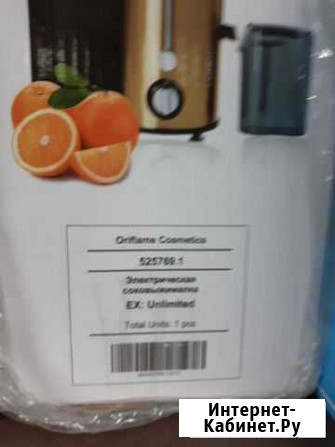 Oriflame Cosmetics
525769.1
Электрическая
соковыжималка
EX: Unlimited
Total Units: 1 pcs
Интернет-
Кабинет.Ру